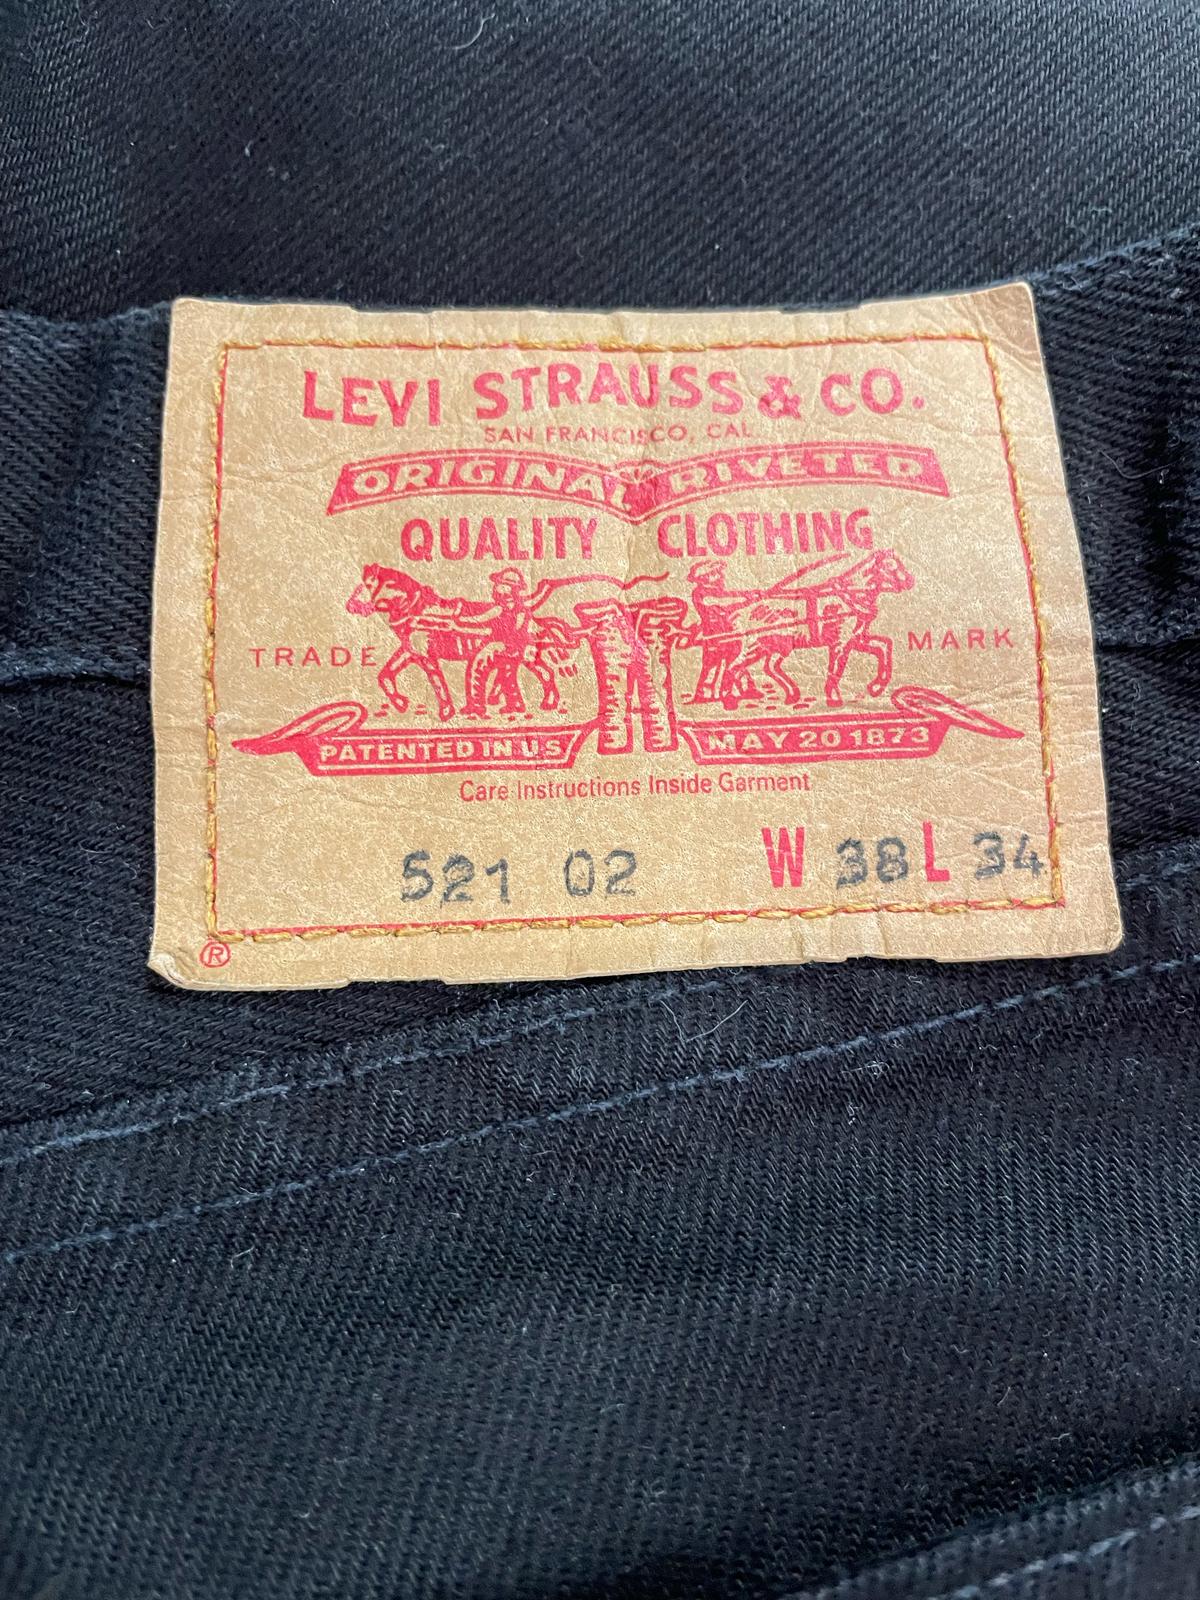 LEVI STRAUSS & CO.
SAN FRANCISCO, CAL.
ORIGINAL RIVETED
QUALITY CLOTHING
TRADE MARK
PATENTED IN US MAY 20 1873
Care Instructions Inside Garment
521 02 W 38 L 34
®